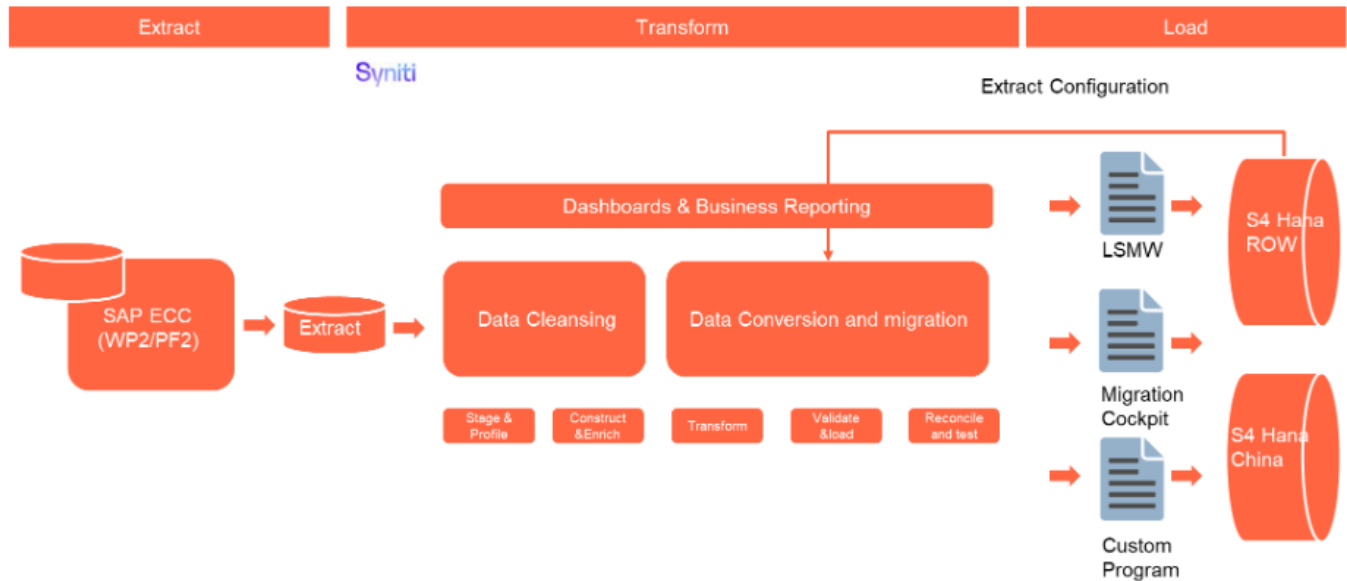 Extract
Transform
Load
Syniti
Extract Configuration
Dashboards & Business Reporting
LSMW
S4 Hana
ROW
SAP ECC
(WP2/PF2)
Extract
Data Cleansing
Data Conversion and migration
Migration
Cockpit
Stage &
Profile
Construct
&Enrich
Transform
Validate
&load
Reconcile
and test
S4 Hana
China
Custom
Program